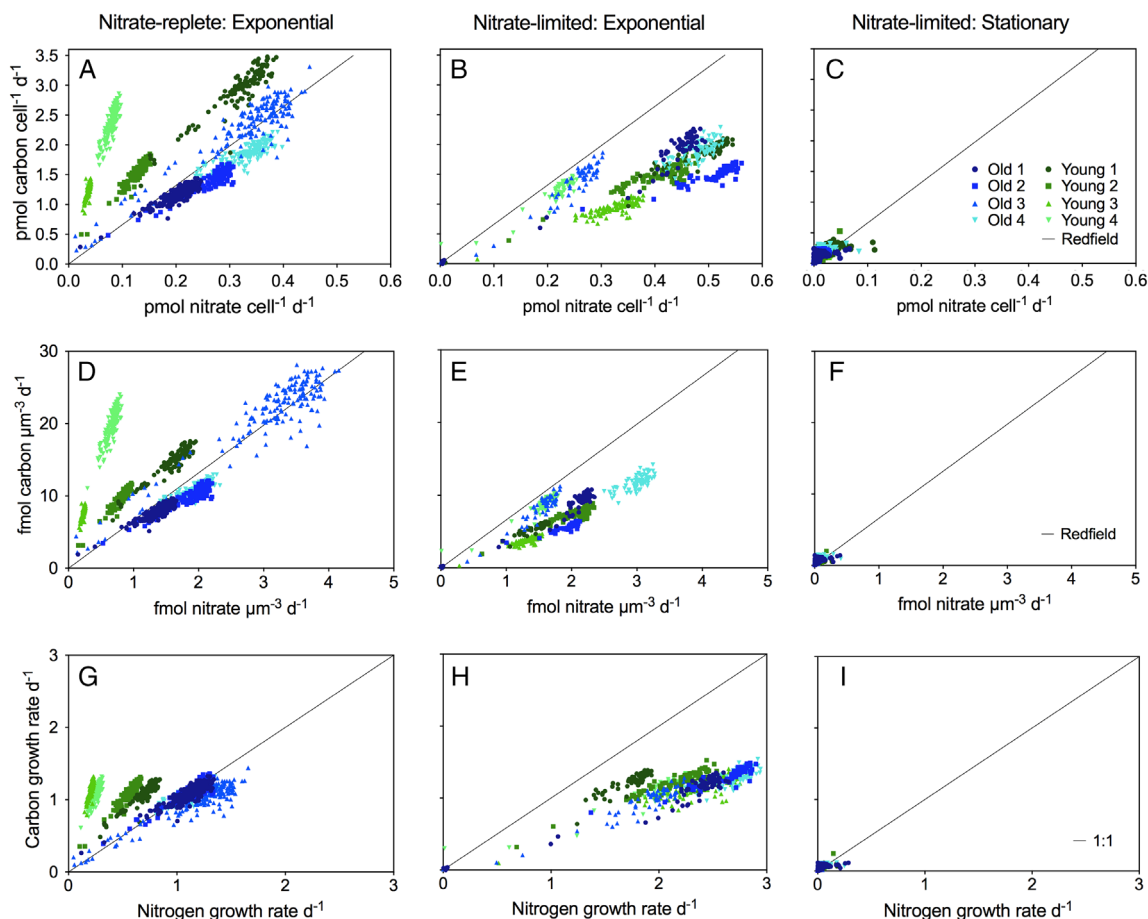 Nitrate-replete: Exponential
Nitrate-limited: Exponential
Nitrate-limited: Stationary
A
pmol carbon cell⁻¹ d⁻¹
3.5
3.0
2.5
2.0
1.5
1.0
0.5
0.0
0.0 0.1 0.2 0.3 0.4 0.5 0.6
pmol nitrate cell⁻¹ d⁻¹
B
0.0 0.1 0.2 0.3 0.4 0.5 0.6
pmol nitrate cell⁻¹ d⁻¹
C
Old 1 Young 1
Old 2 Young 2
Old 3 Young 3
Old 4 Young 4
Redfield
0.0 0.1 0.2 0.3 0.4 0.5 0.6
pmol nitrate cell⁻¹ d⁻¹
D
fmol carbon µm⁻³ d⁻¹
30
20
10
0
0 1 2 3 4 5
fmol nitrate µm⁻³ d⁻¹
E
0 1 2 3 4 5
fmol nitrate µm⁻³ d⁻¹
F
Redfield
0 1 2 3 4 5
fmol nitrate µm⁻³ d⁻¹
G
Carbon growth rate d⁻¹
3
2
1
0
0 1 2 3
Nitrogen growth rate d⁻¹
H
0 1 2 3
Nitrogen growth rate d⁻¹
I
1:1
0 1 2 3
Nitrogen growth rate d⁻¹